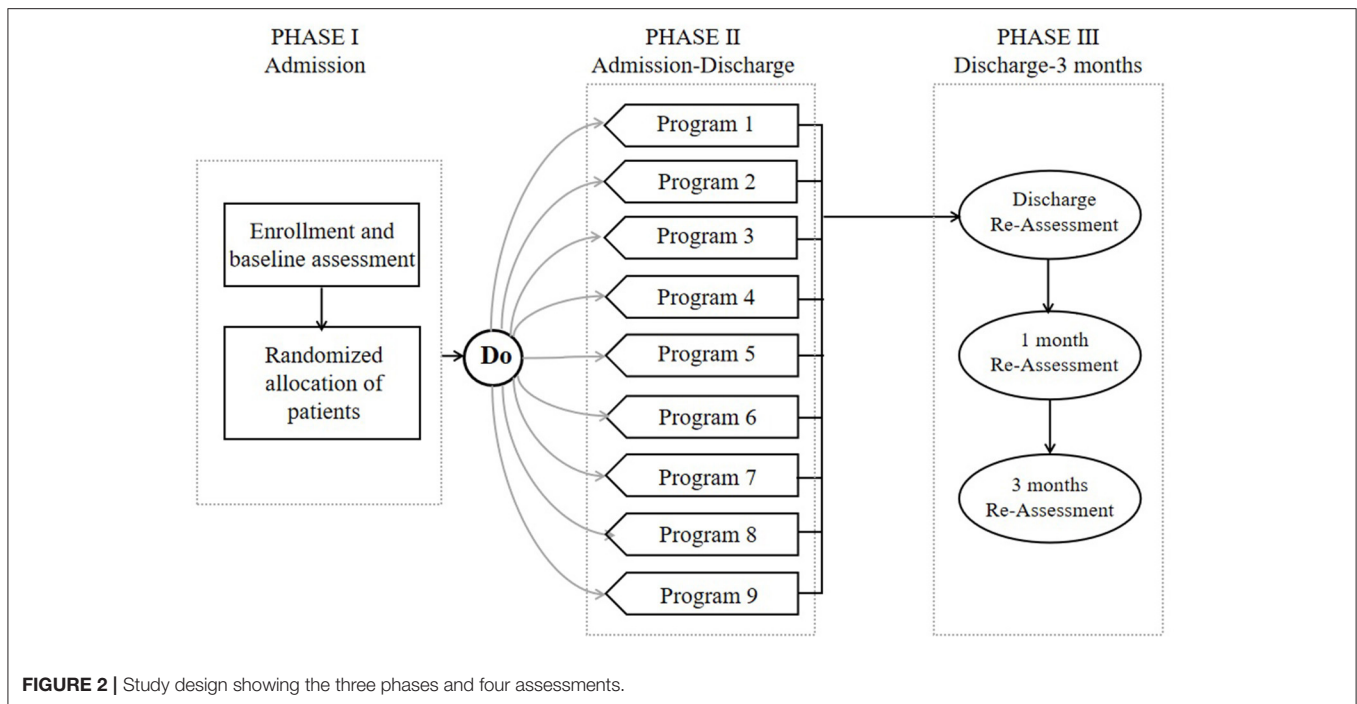 PHASE I
Admission
Enrollment and
baseline assessment
Randomized
allocation of
patients
Do
PHASE II
Admission-Discharge
Program 1
Program 2
Program 3
Program 4
Program 5
Program 6
Program 7
Program 8
Program 9
PHASE III
Discharge-3 months
Discharge
Re-Assessment
1 month
Re-Assessment
3 months
Re-Assessment
FIGURE 2 | Study design showing the three phases and four assessments.